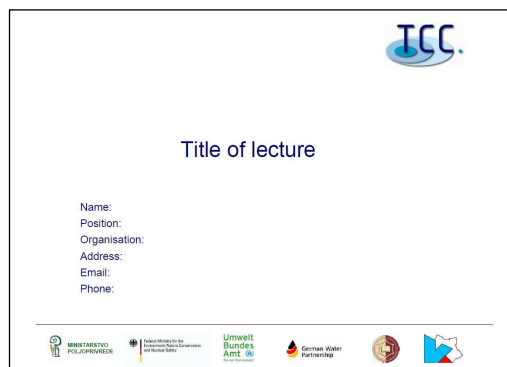 TCC.
Title of lecture
Name:
Position:
Organisation:
Address:
Email:
Phone:
MINISTARSTVO
POLJOPRIVREDE
Federal Ministry for the
Environment, Nature Conservation
and Nuclear Safety
Umwelt
Bundes
Amt
German Water
Partnership